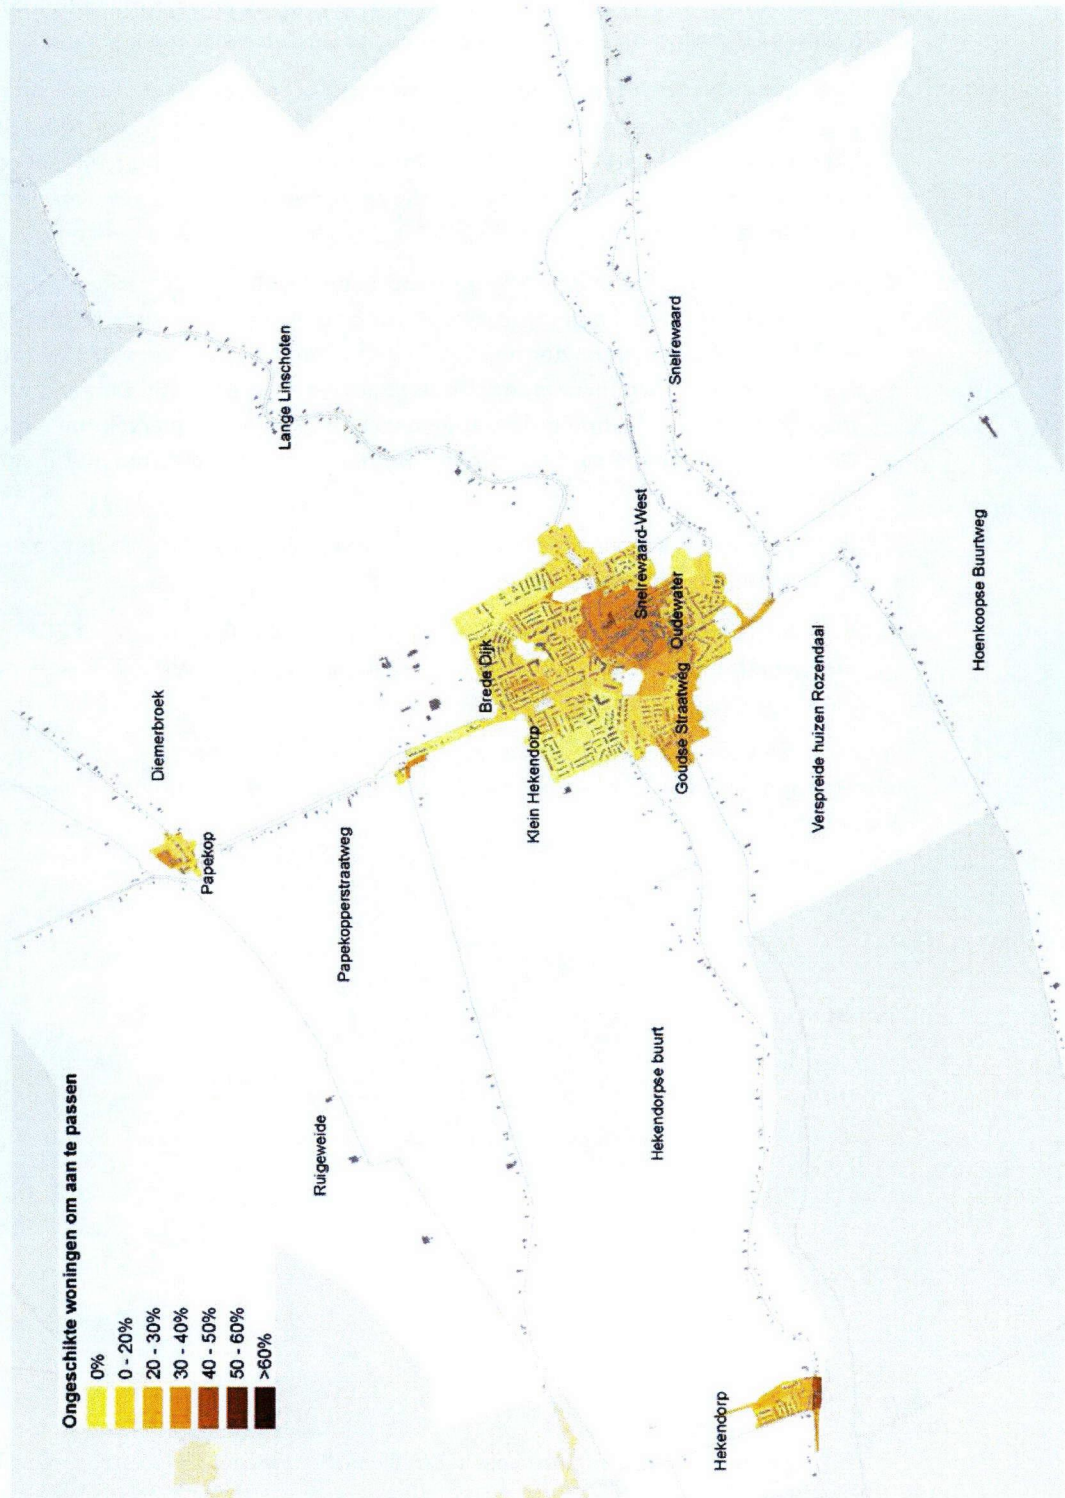 Ongeschikte woningen om aan te passen
0%
0 - 20%
20 - 30%
30 - 40%
40 - 50%
50 - 60%
>60%
Diemerbroek
Papekop
Lange Linschoten
Ruigeweide
Papekopperstraatweg
Brede Dijk
Klein Hekendorp
Snelrewaard
Snelrewaard-West
Oudewater
Goudse Straatweg
Hekendorpse buurt
Hekendorp
Verspreide huizen Rozendaal
Hoenkoopse Buurtweg